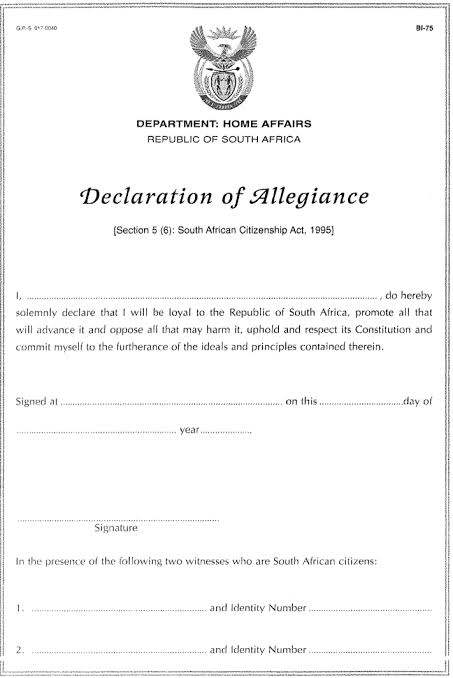 G.P.-S. 017-0040
BI-75
DEPARTMENT: HOME AFFAIRS
REPUBLIC OF SOUTH AFRICA
Declaration of Allegiance
[Section 5 (6): South African Citizenship Act, 1995]
I, ......................................................................................................... , do hereby
solemnly declare that I will be loyal to the Republic of South Africa, promote all that
will advance it and oppose all that may harm it, uphold and respect its Constitution and
commit myself to the furtherance of the ideals and principles contained therein.
Signed at .................................................................. on this .........................day of
................................................ year...............
............................................................
Signature
In the presence of the following two witnesses who are South African citizens:
1. .................................................... and Identity Number .....................................
2. .................................................... and Identity Number .....................................